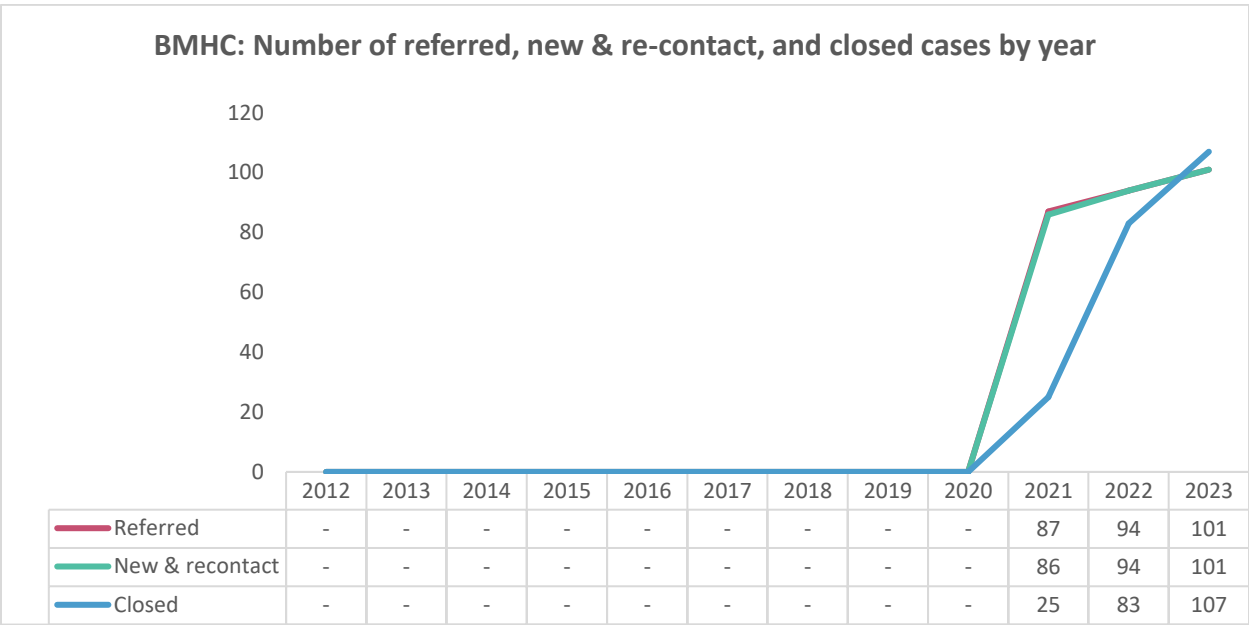 BMHC: Number of referred, new & re-contact, and closed cases by year
120
100
80
60
40
20
0
2012 2013 2014 2015 2016 2017 2018 2019 2020 2021 2022 2023
Referred - - - - - - - - - 87 94 101
New & recontact - - - - - - - - - 86 94 101
Closed - - - - - - - - - 25 83 107